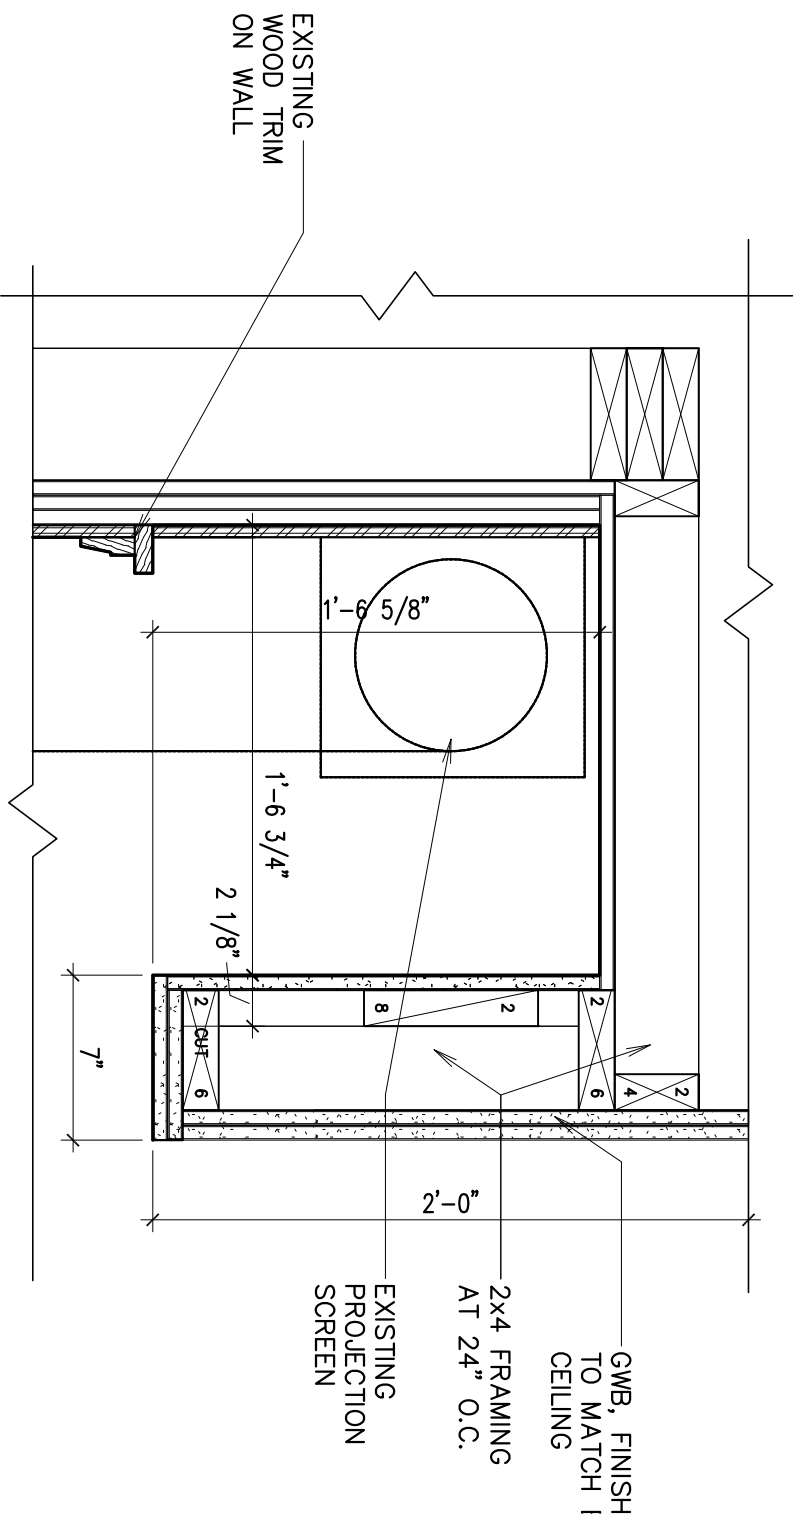 EXISTING
WOOD TRIM
ON WALL
1'-6 5/8"
1'-6 3/4"
2 1/8"
7"
2'-0"
2 CUT 6
8 2
2 6
4 2
GWB, FINISH
TO MATCH
CEILING
2x4 FRAMING
AT 24" O.C.
EXISTING
PROJECTION
SCREEN